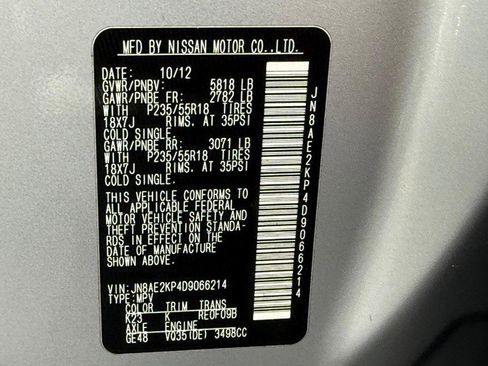 MFD BY NISSAN MOTOR CO.,LTD.
DATE: 10/12
GVWR/PNBV: 5818 LB
GAWR/PNBE FR: 2782 LB
WITH P235/55R18 TIRES
18X7J RIMS. AT 35PSI
COLD SINGLE.
GAWR/PNBE RR: 3071 LB
WITH P235/55R18 TIRES
18X7J RIMS. AT 35PSI
COLD SINGLE.
THIS VEHICLE CONFORMS TO
ALL APPLICABLE FEDERAL
MOTOR VEHICLE SAFETY AND
THEFT PREVENTION STANDA-
RDS IN EFFECT ON THE
DATE OF MANUFACTURE
SHOWN ABOVE.
VIN: JN8AE2KP4D9066214
TYPE: MPV
COLOR TRIM TRANS
K23 K RE0F09B
AXLE ENGINE
GE48 VQ35(DE) 3498CC
JN8AE2KP4D9066214